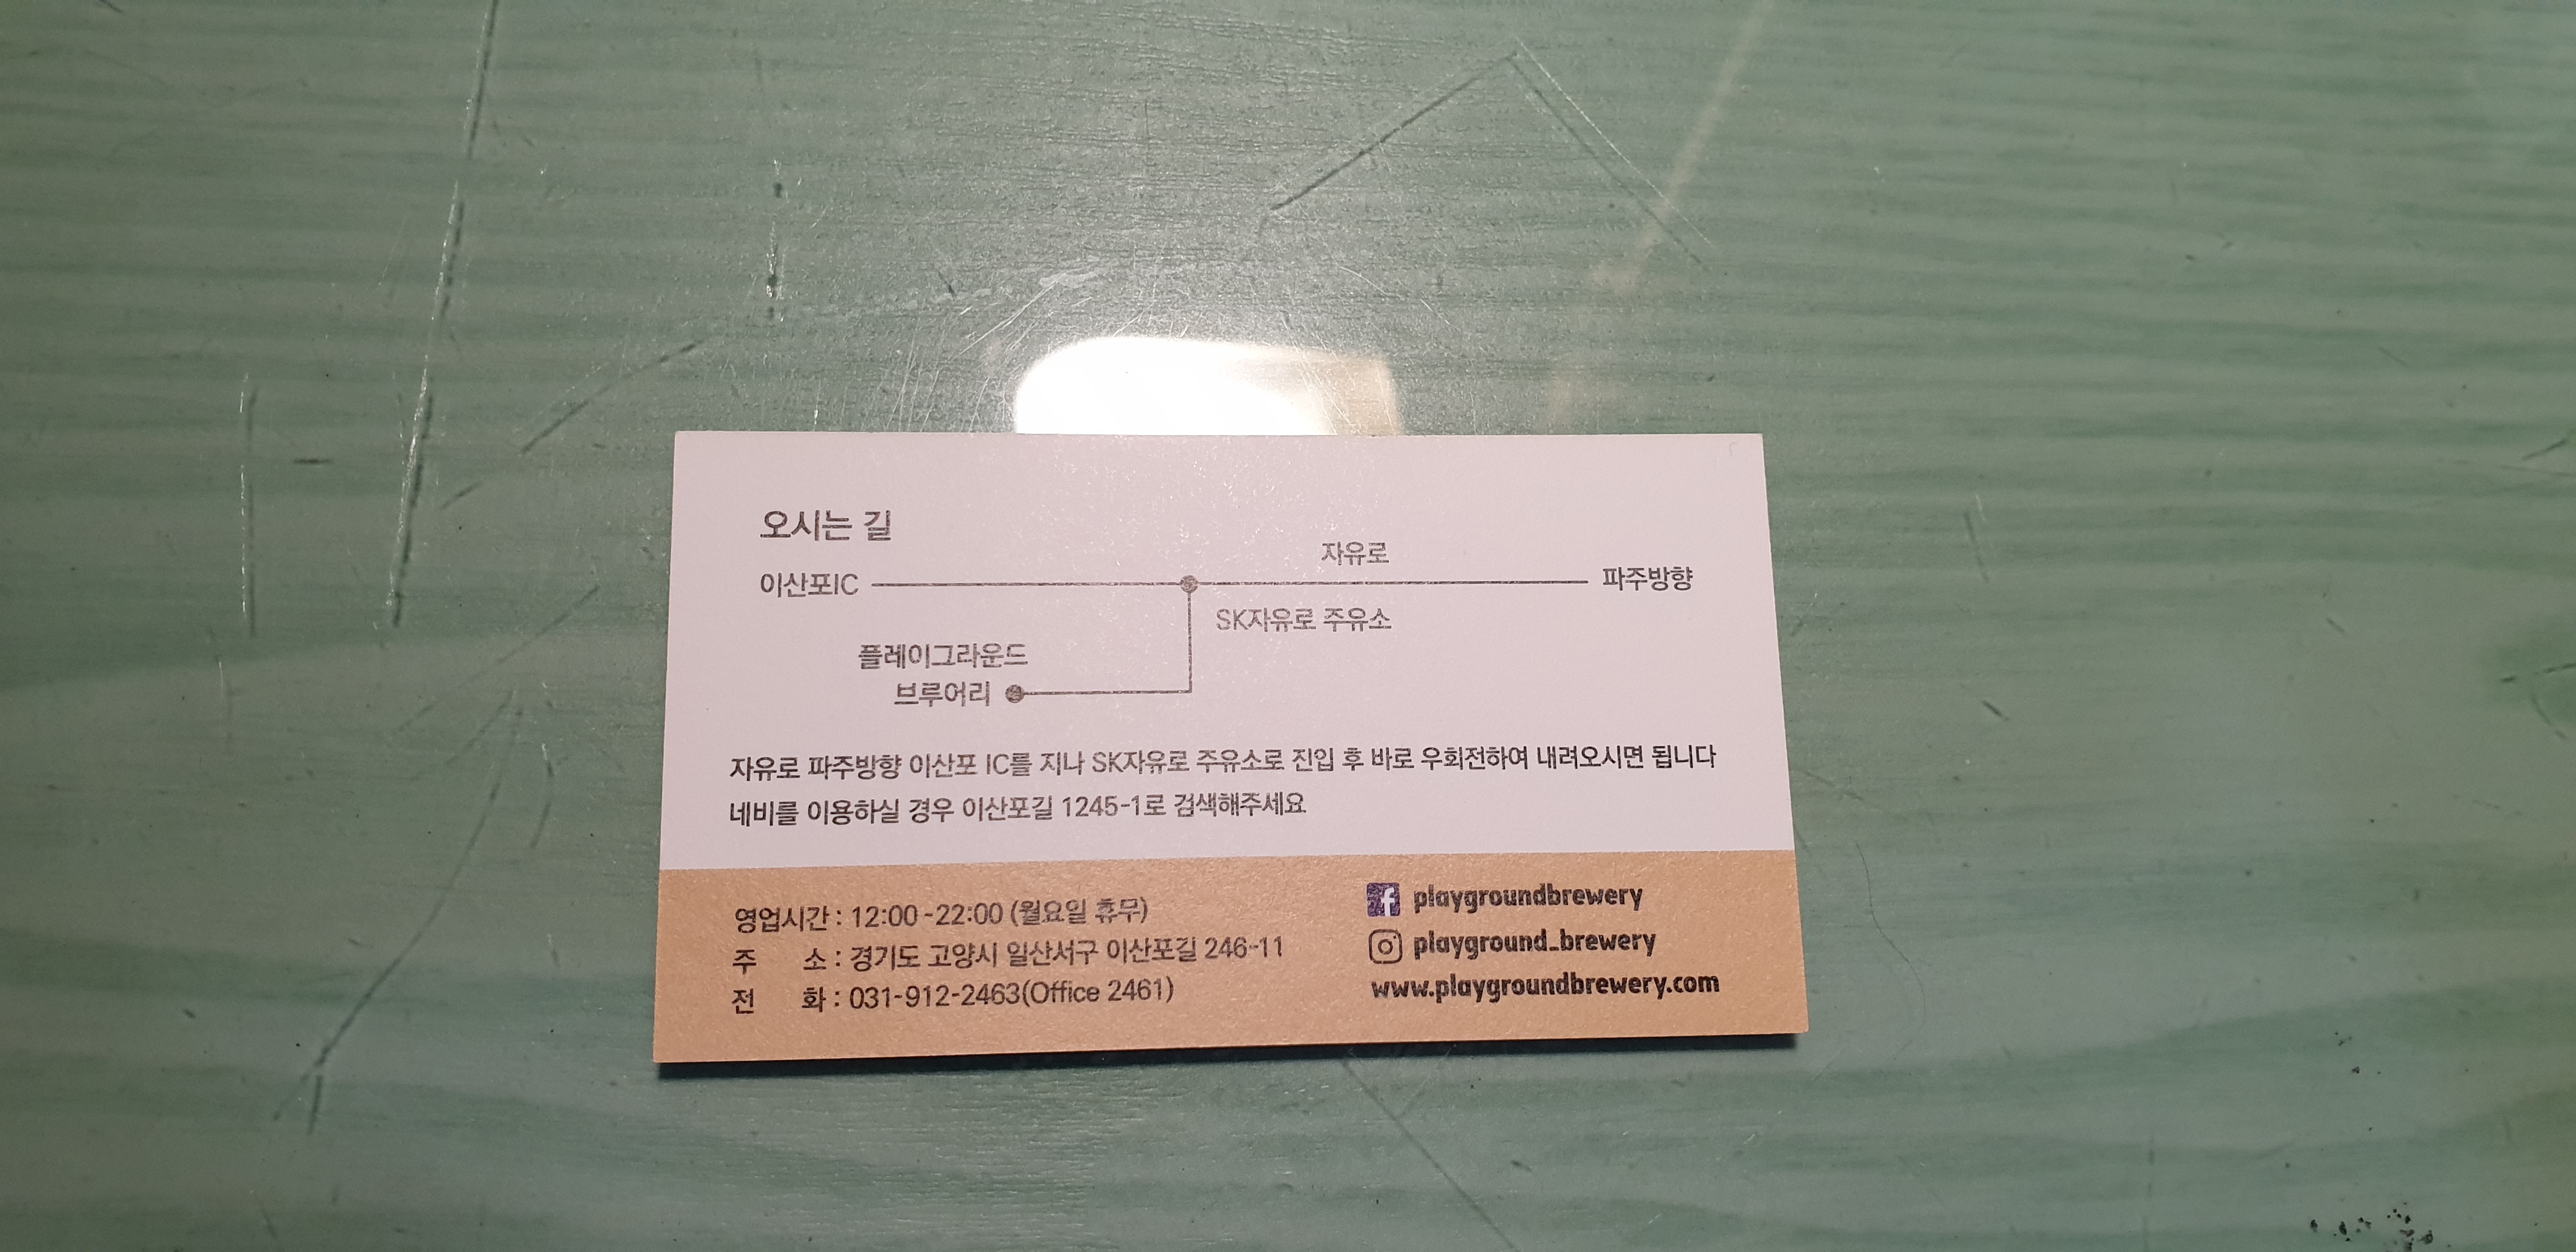 오시는 길
자유로
이산포IC
파주방향
SK자유로 주유소
플레이그라운드
브루어리
자유로 파주방향 이산포 IC를 지나 SK자유로 주유소로 진입 후 바로 우회전하여 내려오시면 됩니다
네비를 이용하실 경우 이산포길 1245-1로 검색해주세요
영업시간 : 12:00 -22:00 (월요일 휴무)
주 소 : 경기도 고양시 일산서구 이산포길 246-11
전 화 : 031-912-2463(Office 2461)
f playgroundbrewery
playground_brewery
www.playgroundbrewery.com